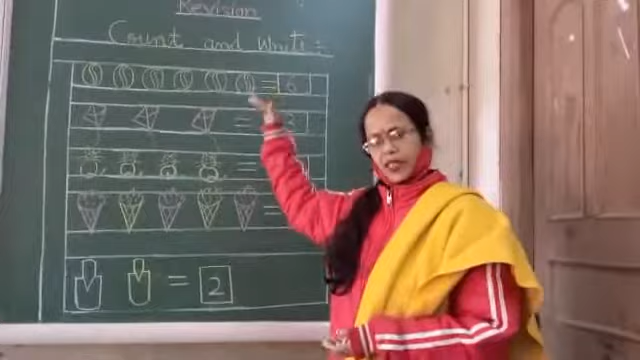 Revision
Count and Write :-
= 6
= 3
=
=
= 2